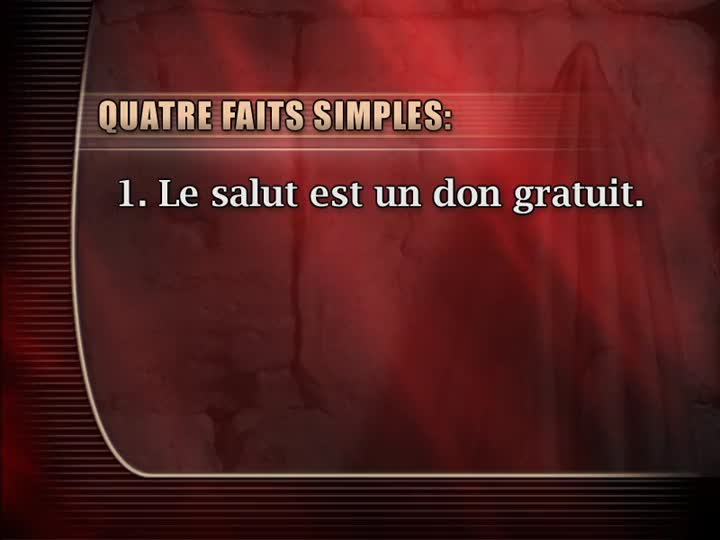 QUATRE FAITS SIMPLES:
1. Le salut est un don gratuit.